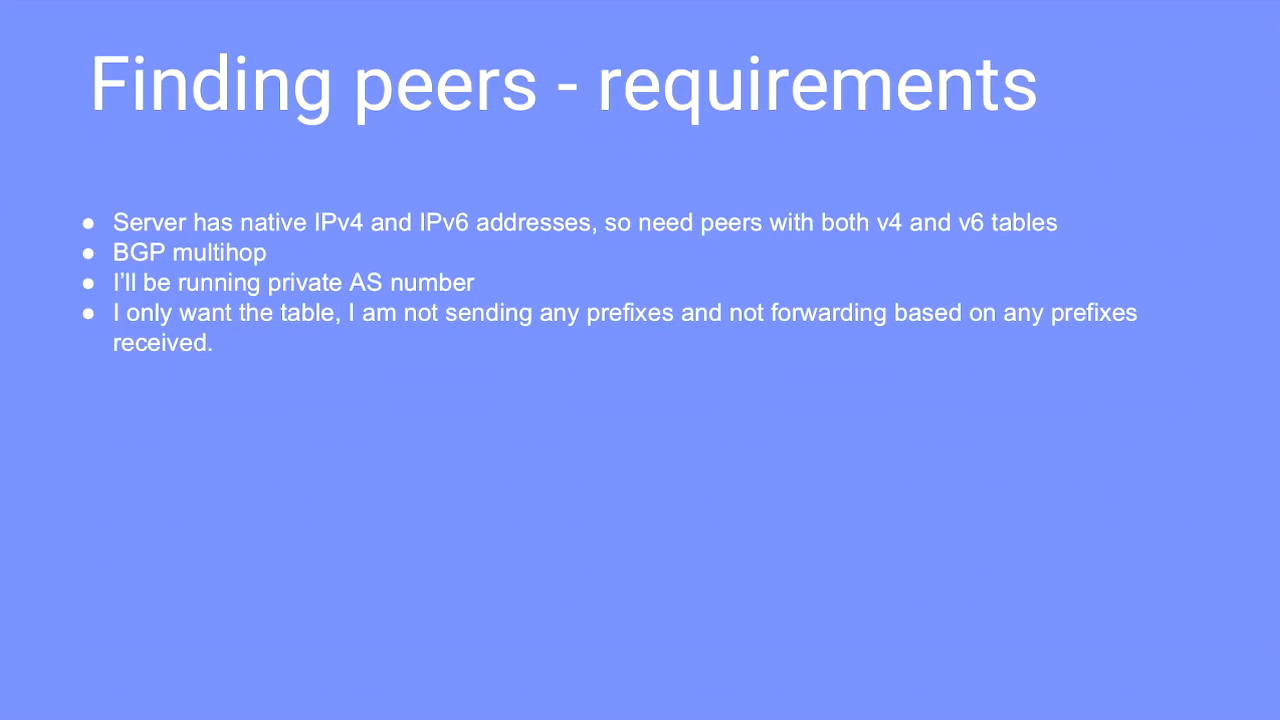 Finding peers - requirements
● Server has native IPv4 and IPv6 addresses, so need peers with both v4 and v6 tables
● BGP multihop
● I’ll be running private AS number
● I only want the table, I am not sending any prefixes and not forwarding based on any prefixes
received.